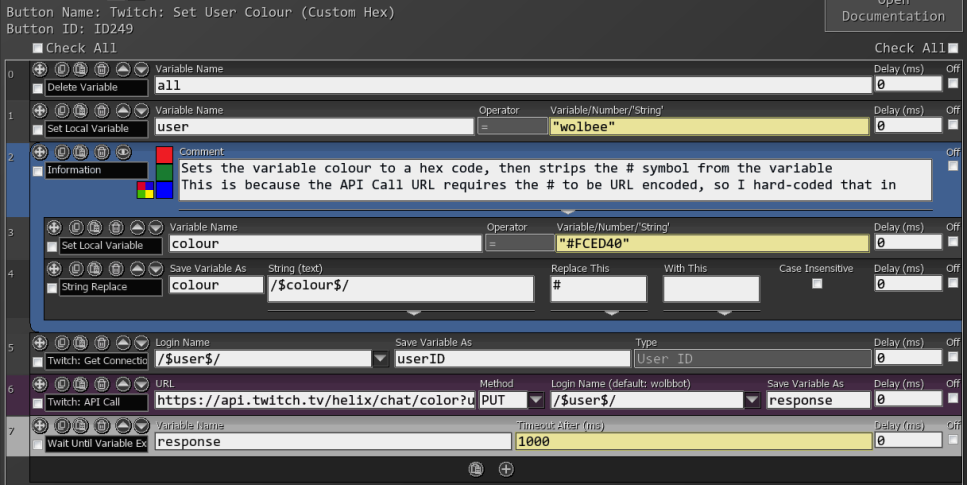 Button Name: Twitch: Set User Colour (Custom Hex)
Button ID: ID249
Open
Documentation
Check All
Check All
0
Variable Name
Delay (ms)
Off
Delete Variable
all
0
1
Variable Name
Operator
Variable/Number/'String'
Delay (ms)
Off
Set Local Variable
user
=
"wolbee"
0
2
Comment
Off
Information
Sets the variable colour to a hex code, then strips the # symbol from the variable
This is because the API Call URL requires the # to be URL encoded, so I hard-coded that in
3
Variable Name
Operator
Variable/Number/'String'
Delay (ms)
Off
Set Local Variable
colour
=
"#FCED40"
0
4
Save Variable As
String (text)
Replace This
With This
Case Insensitive
Delay (ms)
Off
String Replace
colour
/$colour$/
#
0
5
Login Name
Save Variable As
Type
Delay (ms)
Off
Twitch: Get Connectio
/$user$/
userID
User ID
0
6
URL
Method
Login Name (default: wolbbot)
Save Variable As
Delay (ms)
Off
Twitch: API Call
https://api.twitch.tv/helix/chat/color?u
PUT
/$user$/
response
0
7
Variable Name
Timeout After (ms)
Delay (ms)
Off
Wait Until Variable Ex
response
1000
0